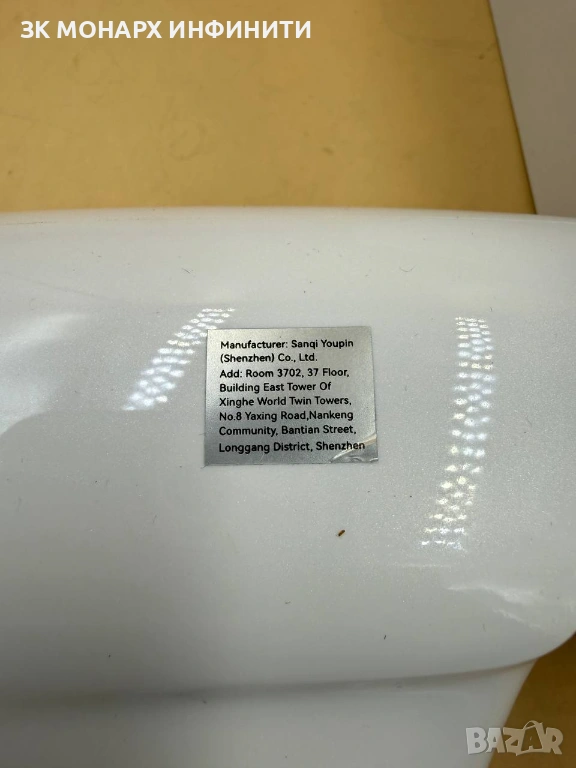 ЗК МОНАРХ ИНФИНИТИ
Manufacturer: Sanqi Youpin
(Shenzhen) Co., Ltd.
Add: Room 3702, 37 Floor,
Building East Tower Of
Xinghe World Twin Towers,
No.8 Yaxing Road,Nankeng
Community, Bantian Street,
Longgang District, Shenzhen
BAZAR